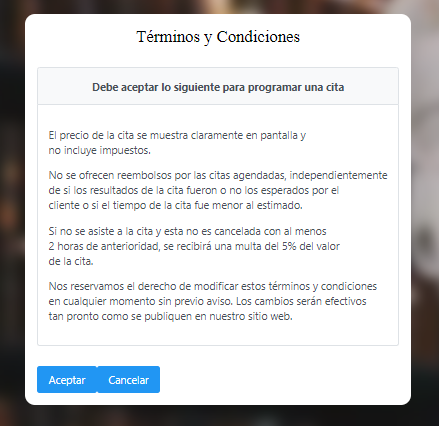 Términos y Condiciones
Debe aceptar lo siguiente para programar una cita
El precio de la cita se muestra claramente en pantalla y
no incluye impuestos.
No se ofrecen reembolsos por las citas agendadas, independientemente
de si los resultados de la cita fueron o no los esperados por el
cliente o si el tiempo de la cita fue menor al estimado.
Si no se asiste a la cita y esta no es cancelada con al menos
2 horas de anterioridad, se recibirá una multa del 5% del valor
de la cita.
Nos reservamos el derecho de modificar estos términos y condiciones
en cualquier momento sin previo aviso. Los cambios serán efectivos
tan pronto como se publiquen en nuestro sitio web.
Aceptar Cancelar